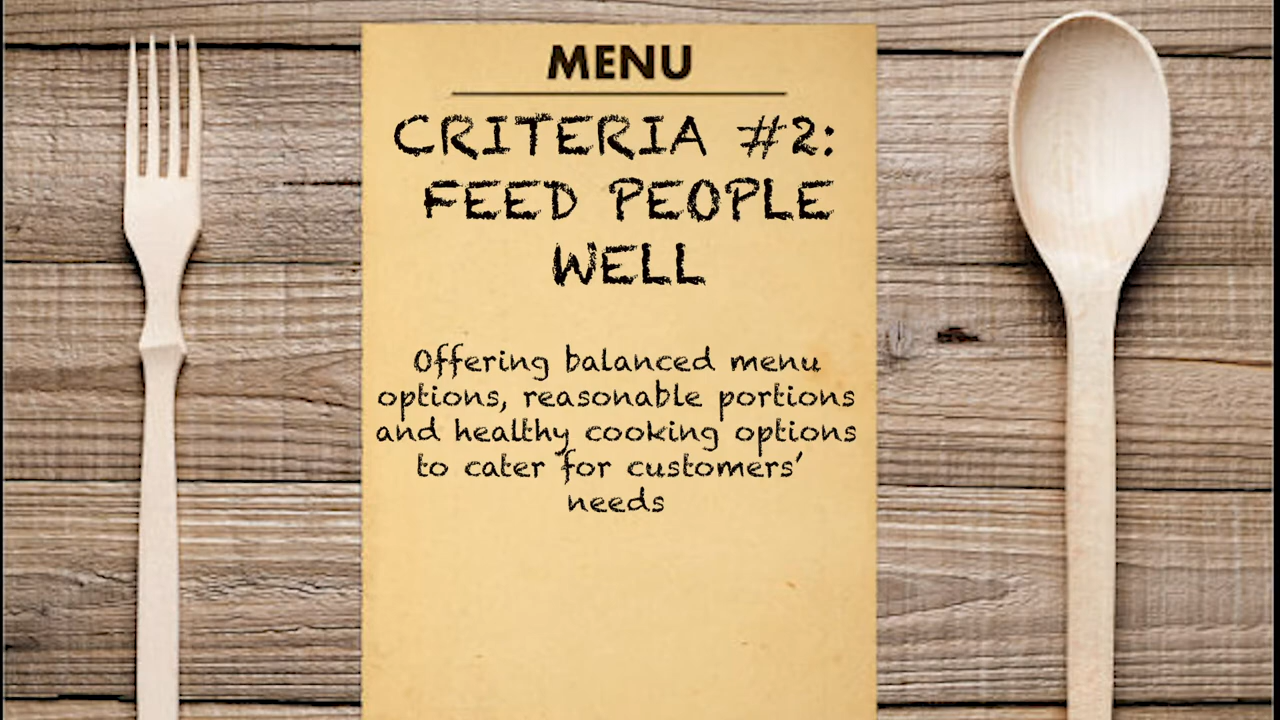 MENU
CRITERIA #2:
FEED PEOPLE
WELL
Offering balanced menu
options, reasonable portions
and healthy cooking options
to cater for customers’
needs